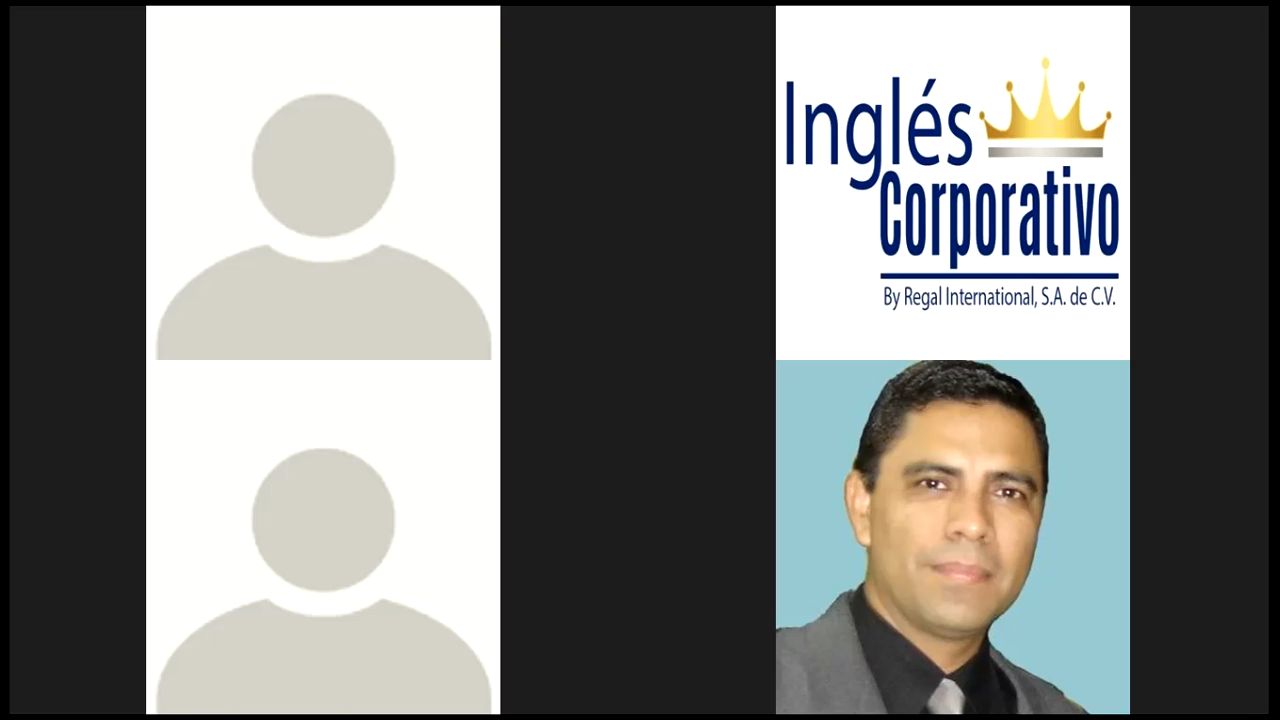 Inglés
Corporativo
By Regal International, S.A. de C.V.